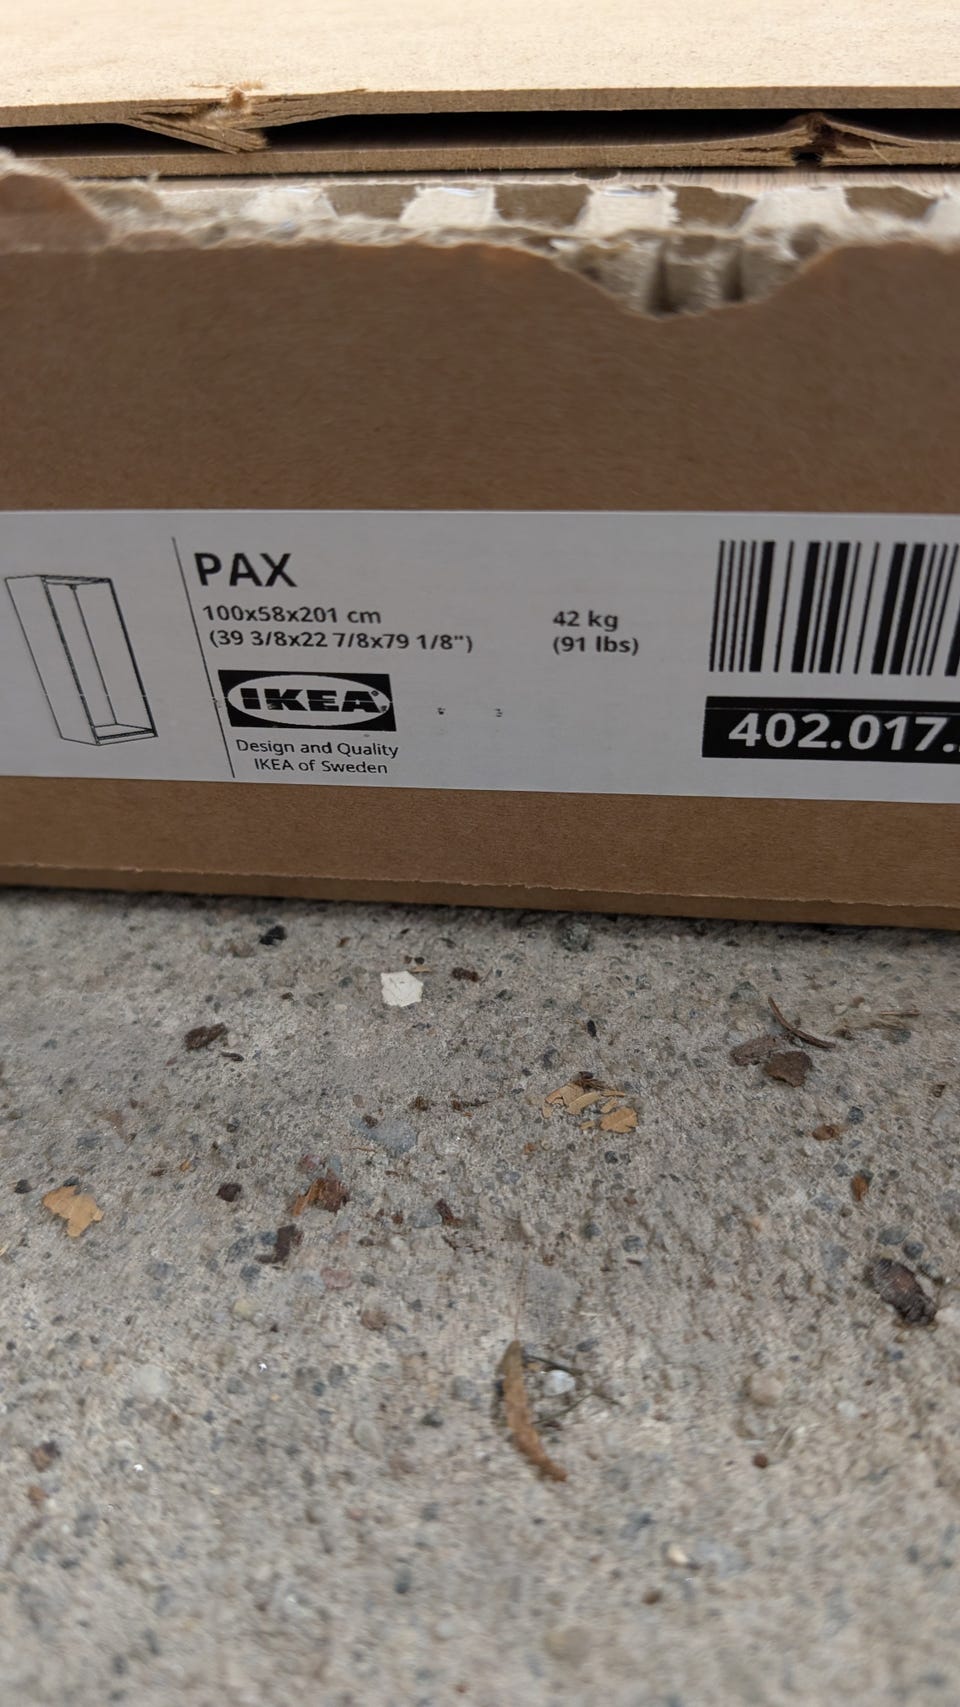 PAX
100x58x201 cm
(39 3/8x22 7/8x79 1/8")
42 kg
(91 lbs)
IKEA
Design and Quality
IKEA of Sweden
402.017.